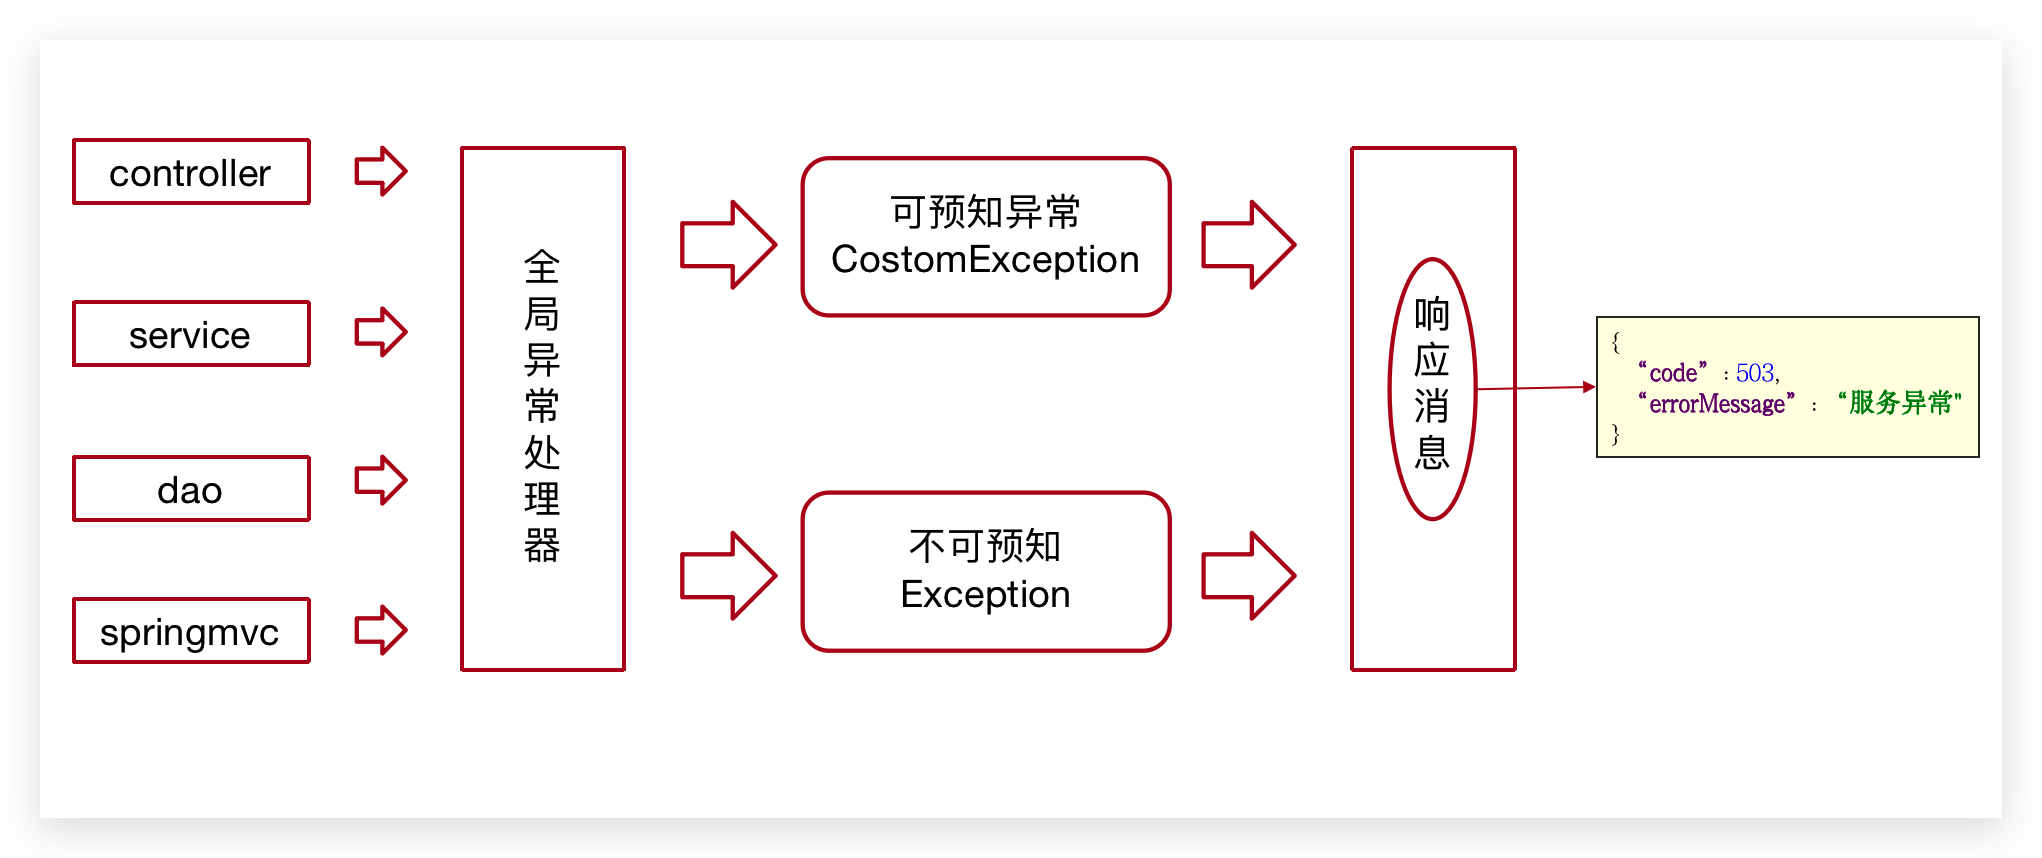 controller
service
dao
springmvc
全
局
异
常
处
理
器
可预知异常
CostomException
不可预知
Exception
响
应
消
息
{
“code” : 503,
“errorMessage” : “服务异常"
}